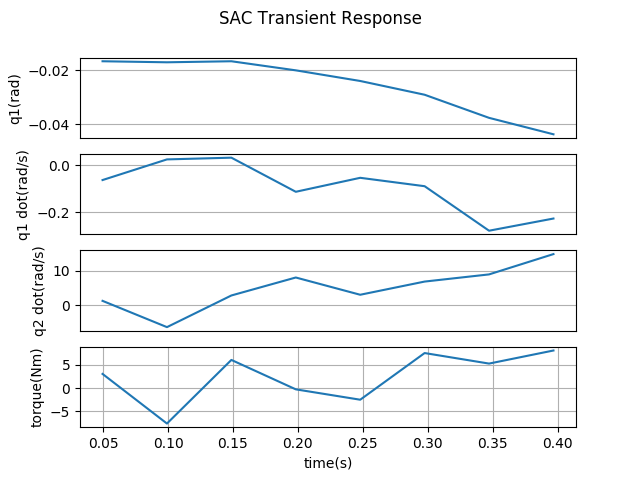 SAC Transient Response
q1(rad)
−0.02
−0.04
q1 dot(rad/s)
0.0
−0.2
q2 dot(rad/s)
10
0
torque(Nm)
5
0
−5
0.05 0.10 0.15 0.20 0.25 0.30 0.35 0.40
time(s)